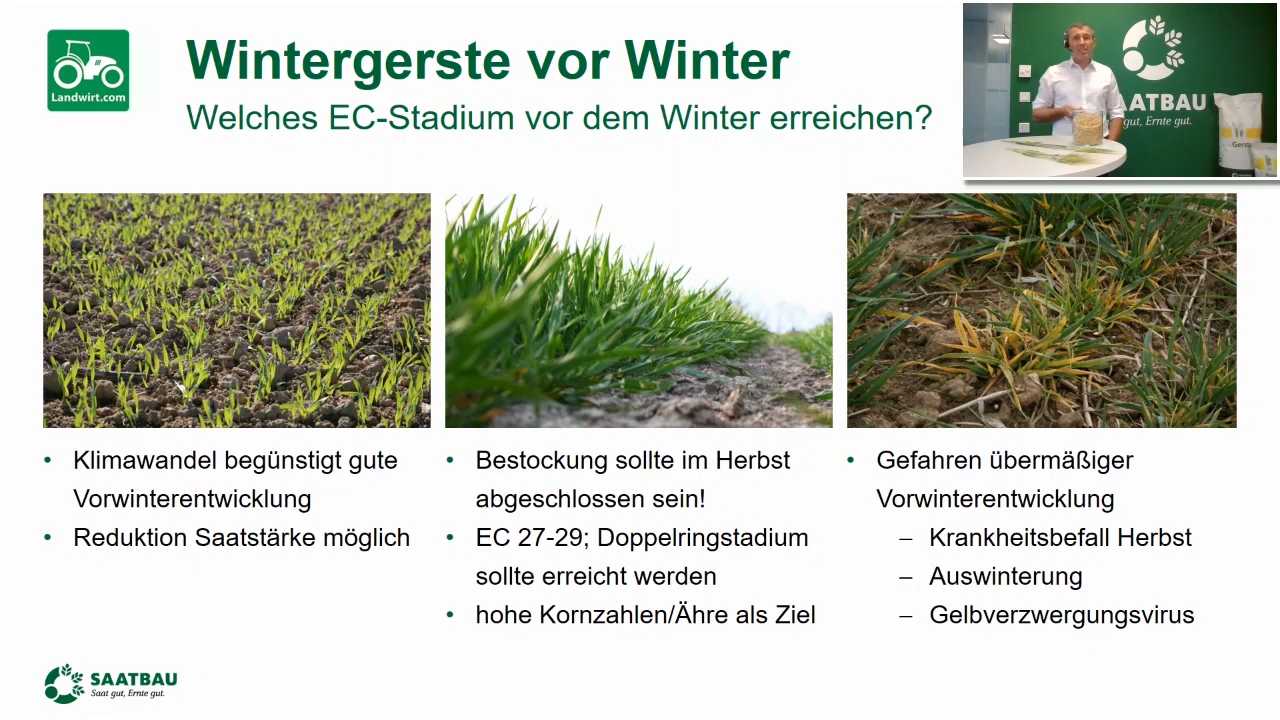 Landwirt.com
Wintergerste vor Winter
Welches EC-Stadium vor dem Winter erreichen?
AATBAU
gut, Ernte gut.
Gerste
• Klimawandel begünstigt gute
Vorwinterentwicklung
• Reduktion Saatstärke möglich
• Bestockung sollte im Herbst
abgeschlossen sein!
• EC 27-29; Doppelringstadium
sollte erreicht werden
• hohe Kornzahlen/Ähre als Ziel
• Gefahren übermäßiger
Vorwinterentwicklung
– Krankheitsbefall Herbst
– Auswinterung
– Gelbverzwergungsvirus
SAATBAU
Saat gut, Ernte gut.